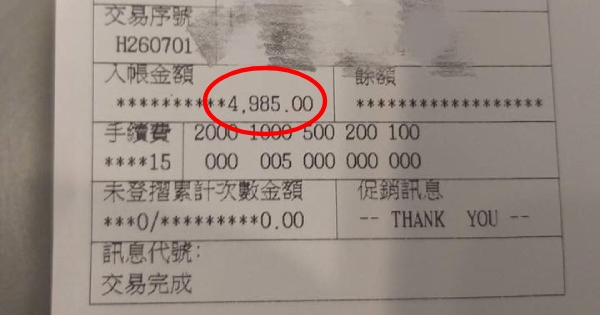 交易序號
H260701
入帳金額 餘額
**********4,985.00 ******************
手續費 2000 1000 500 200 100
****15 000 005 000 000 000
未登摺累計次數金額 促銷訊息
***0/*********0.00 -- THANK YOU --
訊息代號:
交易完成